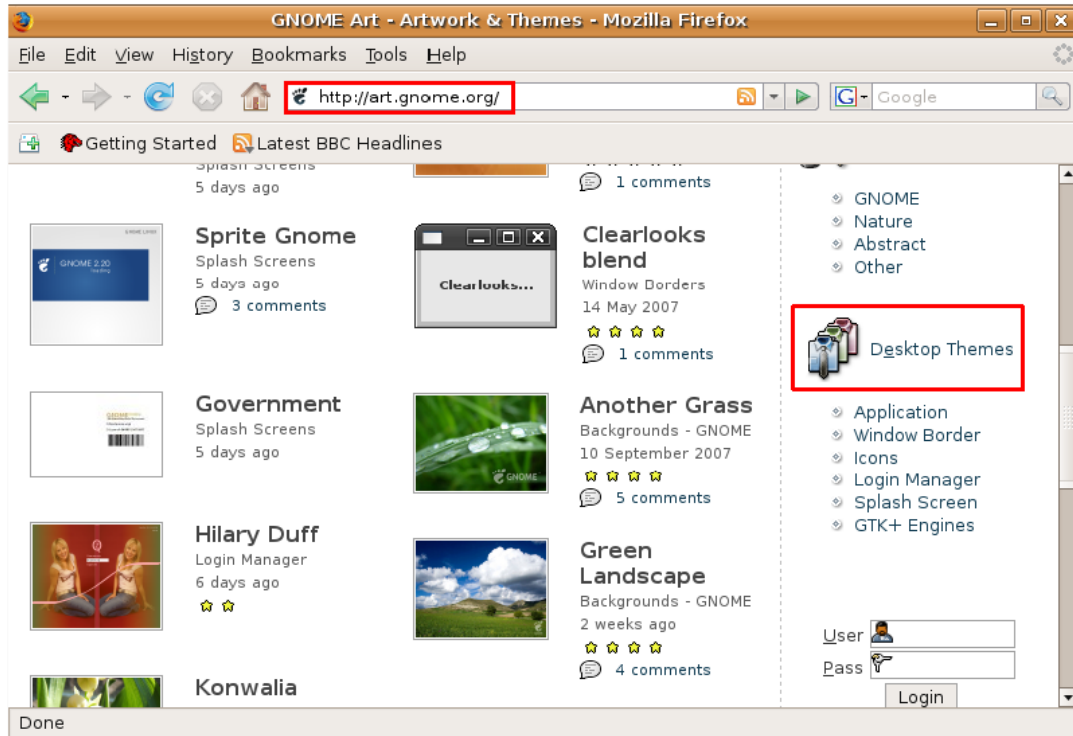 GNOME Art - Artwork & Themes - Mozilla Firefox
File Edit View History Bookmarks Tools Help
http://art.gnome.org/
G Google
Getting Started Latest BBC Headlines
Splash Screens
5 days ago
Sprite Gnome
Splash Screens
5 days ago
3 comments
GNOME 2.20
Government
Splash Screens
5 days ago
Hilary Duff
Login Manager
6 days ago
Konwalia
1 comments
Clearlooks...
Clearlooks
blend
Window Borders
14 May 2007
1 comments
Another Grass
Backgrounds - GNOME
10 September 2007
5 comments
GNOME
Green
Landscape
Backgrounds - GNOME
2 weeks ago
4 comments
GNOME
Nature
Abstract
Other
Desktop Themes
Application
Window Border
Icons
Login Manager
Splash Screen
GTK+ Engines
User
Pass
Login
Done